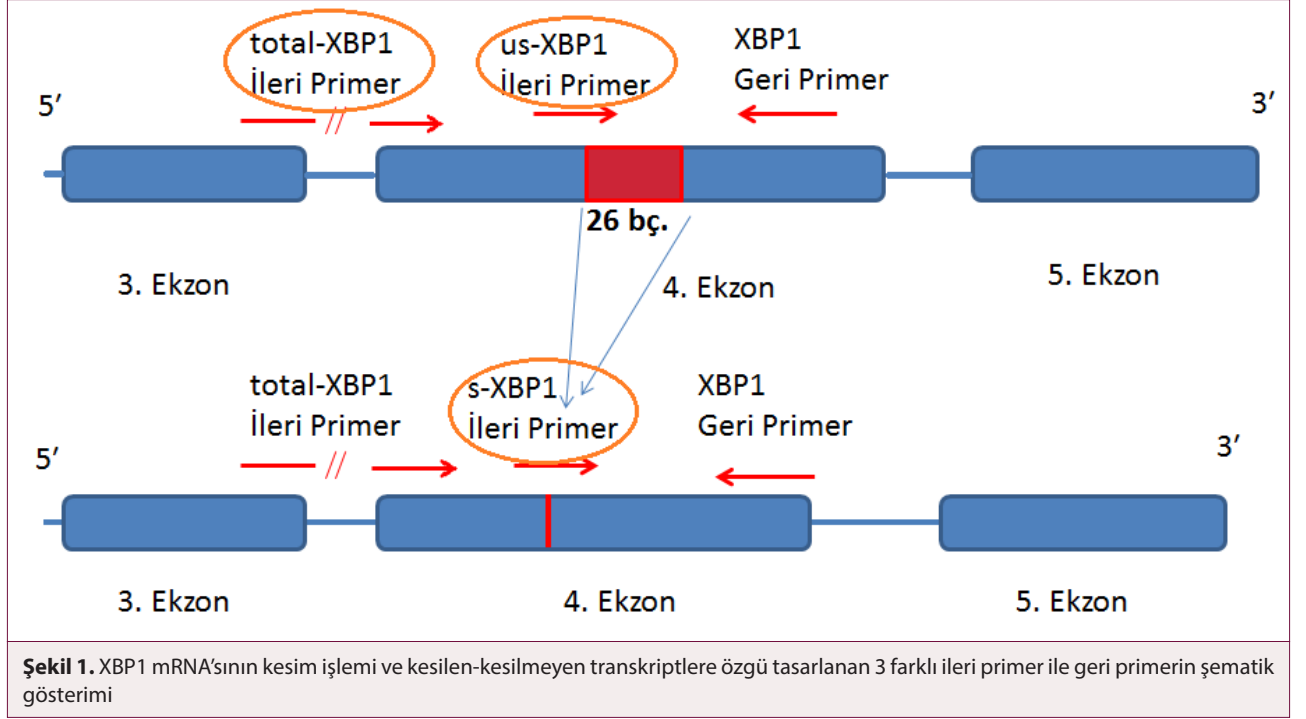 total-XBP1
İleri Primer
us-XBP1
İleri Primer
XBP1
Geri Primer
5′
3′
26 bç.
3. Ekzon
4. Ekzon
5. Ekzon
total-XBP1
İleri Primer
s-XBP1
İleri Primer
XBP1
Geri Primer
5′
3′
3. Ekzon
4. Ekzon
5. Ekzon
Şekil 1. XBP1 mRNA’sının kesim işlemi ve kesilen-kesilmeyen transkriptlere özgü tasarlanan 3 farklı ileri primer ile geri primerin şematik
gösterimi